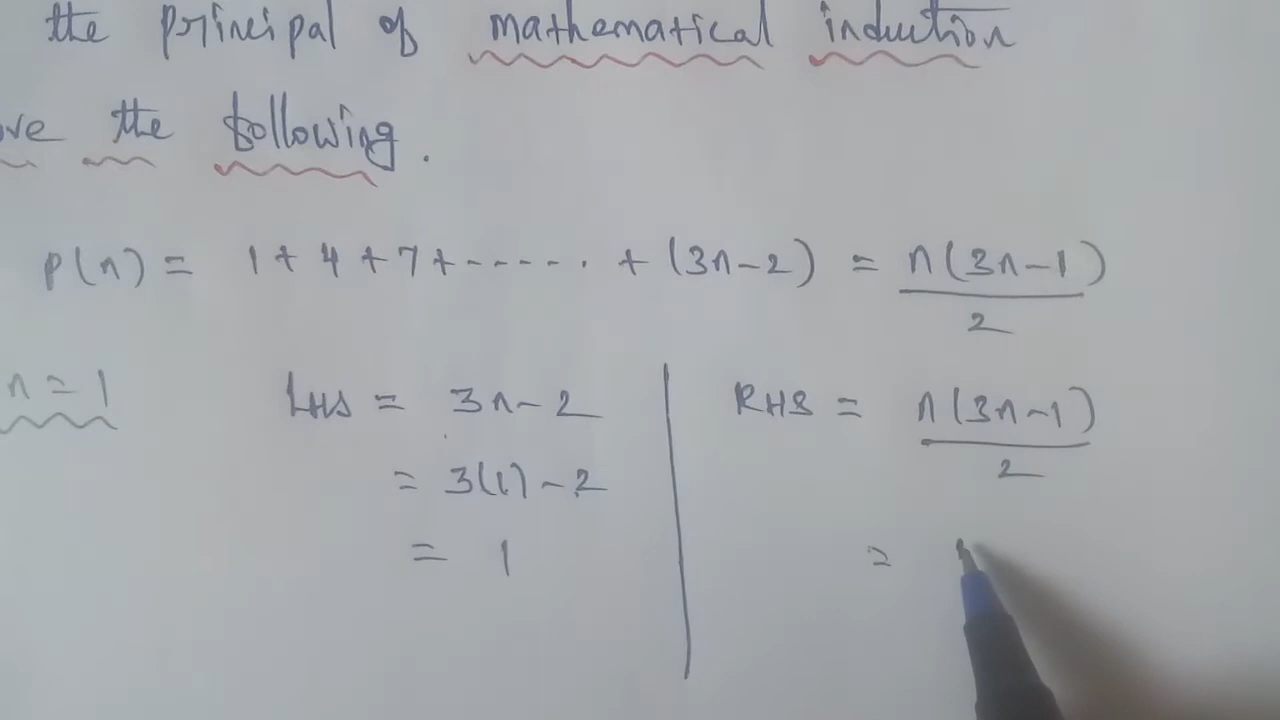 the principal of mathematical induction
ve the following.
P(n) = 1 + 4 + 7 + ------ + (3n-2) = n(3n-1)/2
n = 1
LHS = 3n-2
= 3(1) - 2
= 1
RHS = n(3n-1)/2
=